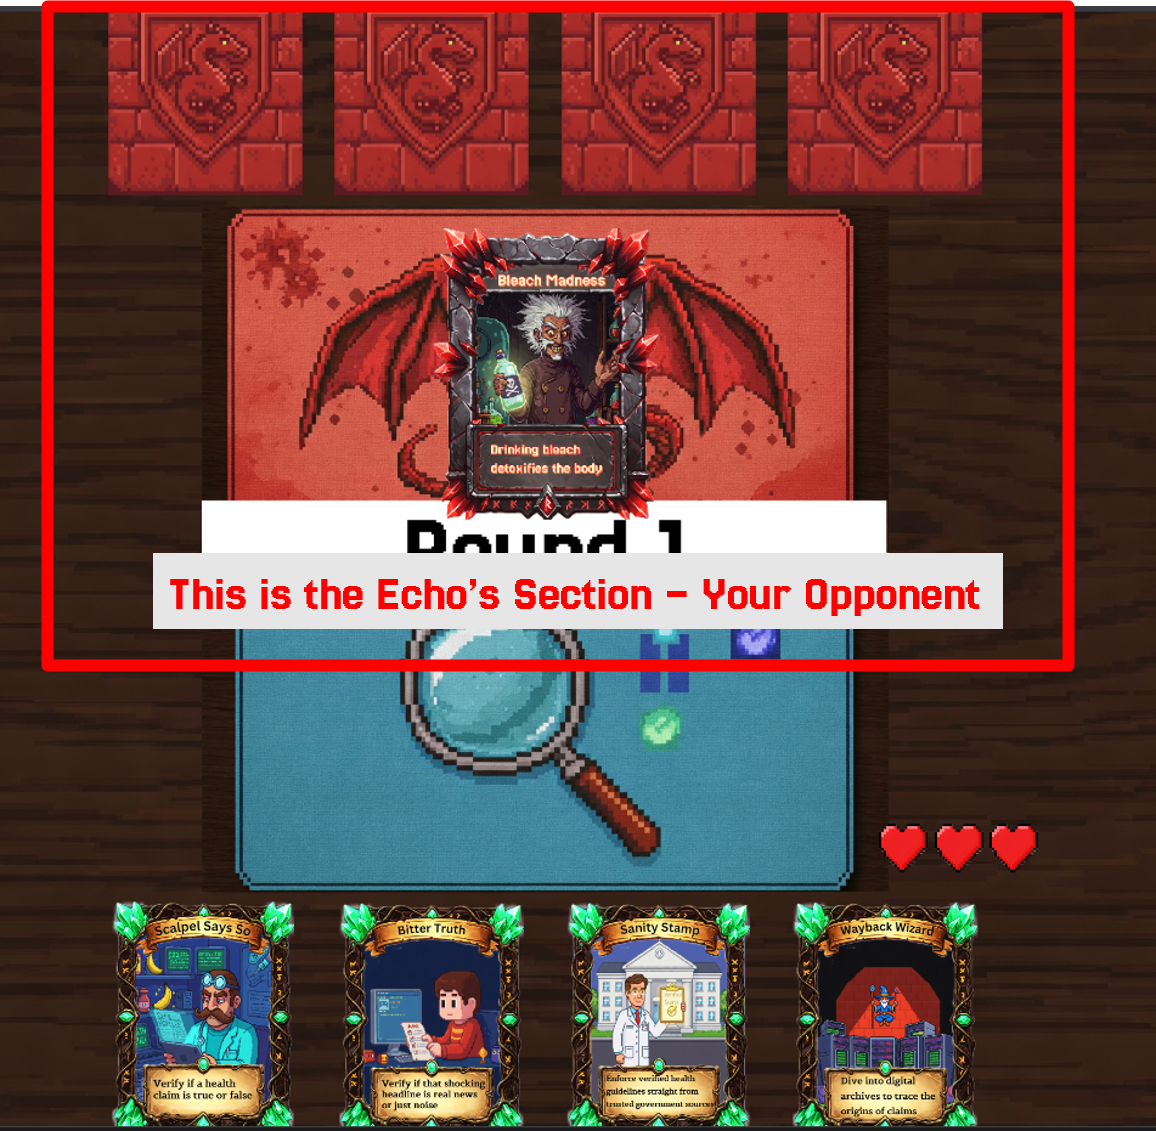 Bleach Madness
Drinking bleach
detoxifies the body
Round 1
This is the Echo's Section - Your Opponent
Scalpel Says So
Verify if a health
claim is true or false
Bitter Truth
Verify if that shocking
headline is real news
or just noise
Sanity Stamp
Enforce verified health
guidelines straight from
trusted government sources
Wayback Wizard
Dive into digital
archives to trace the
origins of claims